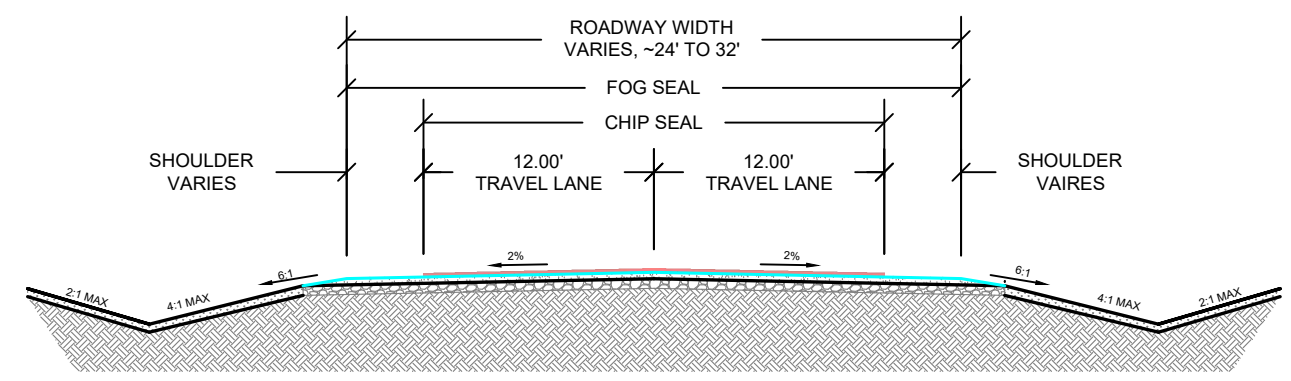 ROADWAY WIDTH
VARIES, ~24' TO 32'
FOG SEAL
CHIP SEAL
SHOULDER
VARIES
12.00'
TRAVEL LANE
12.00'
TRAVEL LANE
SHOULDER
VAIRES
2:1 MAX
4:1 MAX
6:1
2%
2%
6:1
4:1 MAX
2:1 MAX